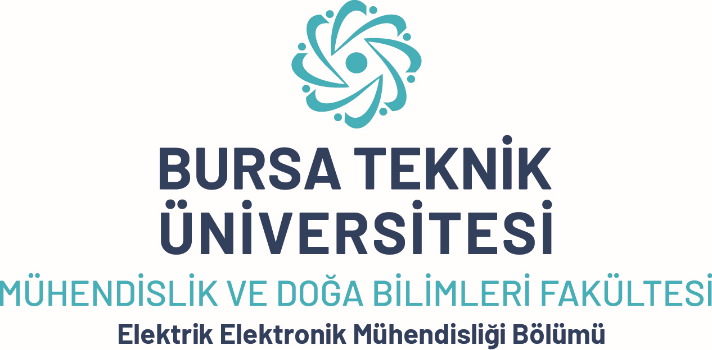 BURSA TEKNİK
ÜNİVERSİTESİ
MÜHENDİSLİK VE DOĞA BİLİMLERİ FAKÜLTESİ
Elektrik Elektronik Mühendisliği Bölümü